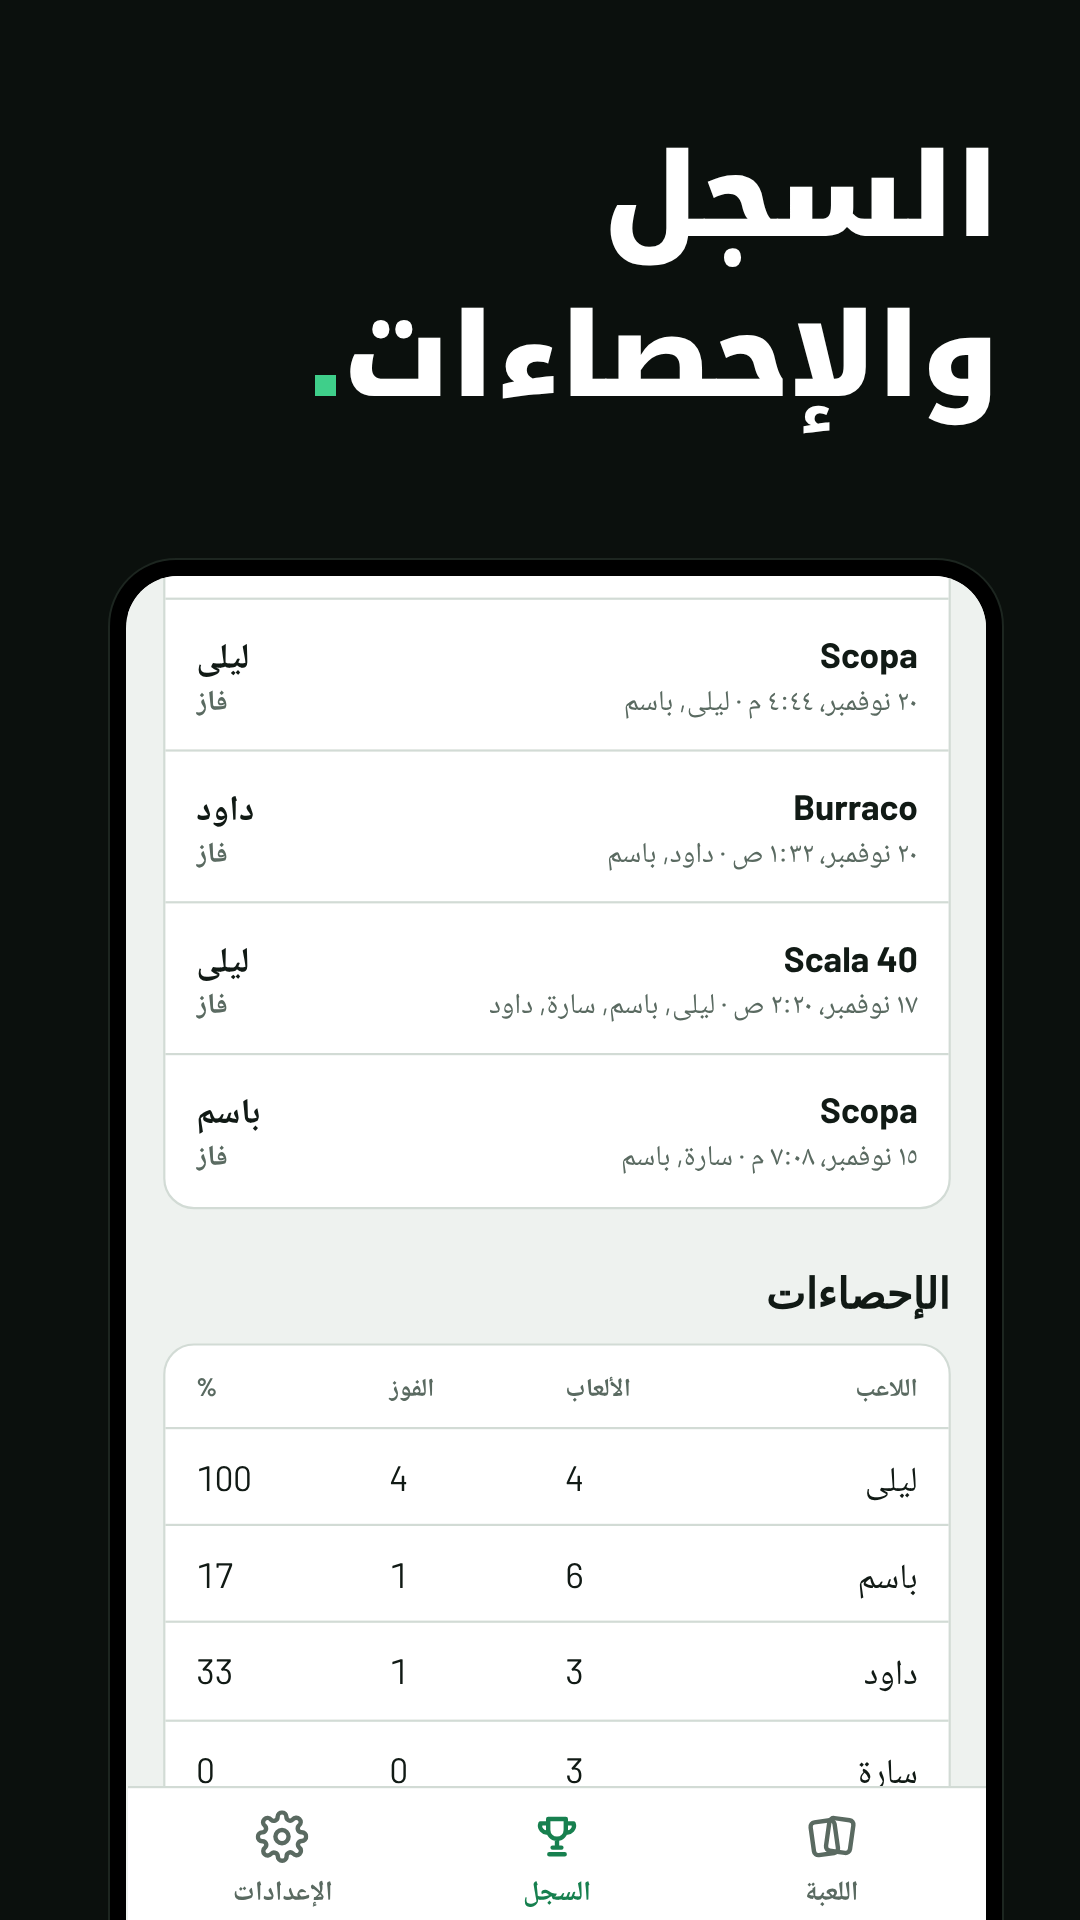 السجل
والإحصاءات.
Scopa ليلى
٢٠ نوفمبر، ٤:٤٤ م · ليلى, باسم فاز
Burraco داود
٢٠ نوفمبر، ١:٣٢ ص · داود, باسم فاز
Scala 40 ليلى
١٧ نوفمبر، ٢:٢٠ ص · ليلى, باسم, سارة, داود فاز
Scopa باسم
١٥ نوفمبر، ٧:٠٨ م · سارة, باسم فاز
الإحصاءات
اللاعب الألعاب الفوز %
ليلى 4 4 100
باسم 6 1 17
داود 3 1 33
سارة 3 0 0
اللعبة السجل الإعدادات